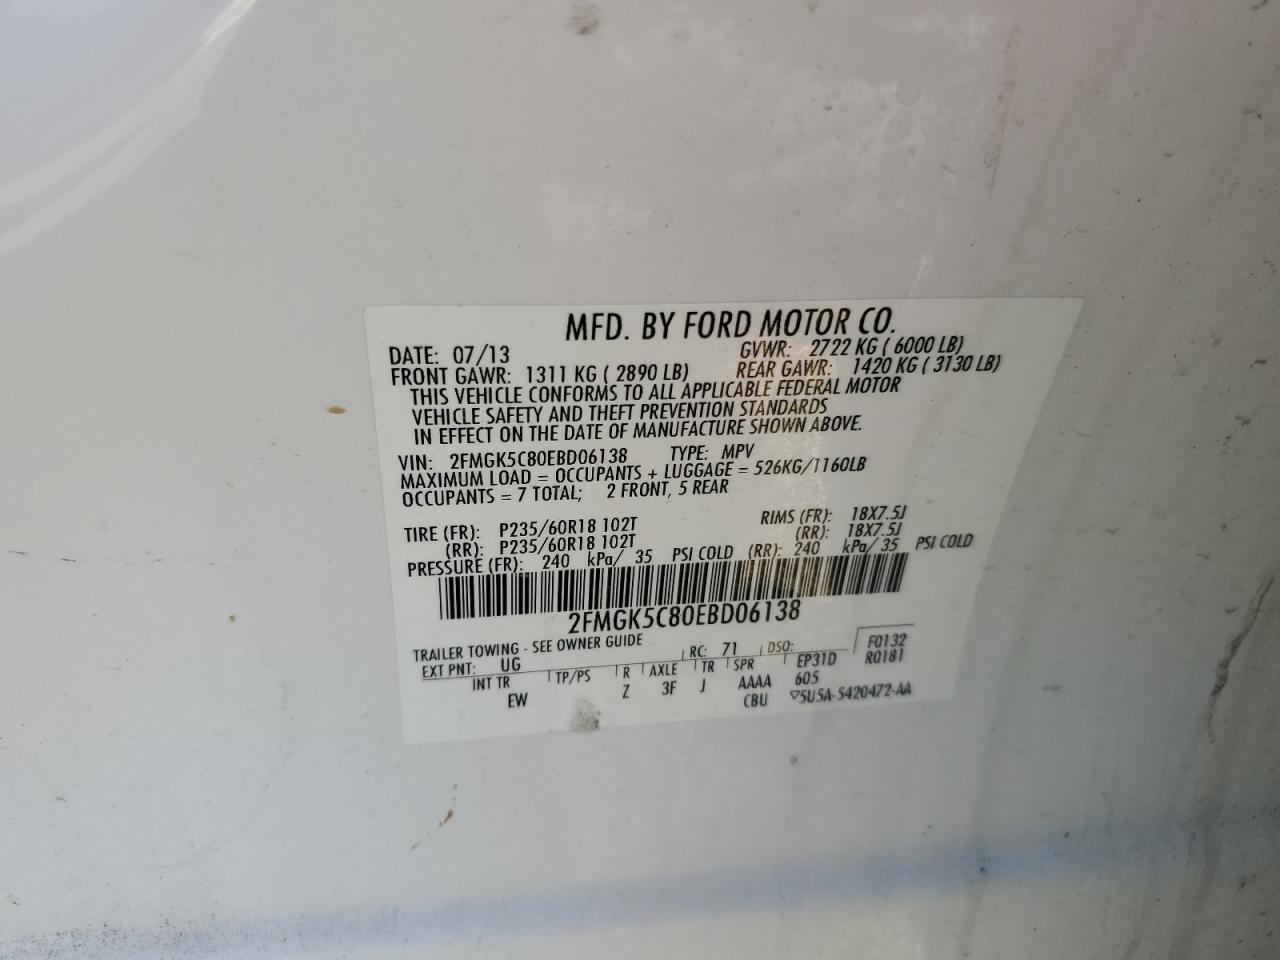 MFD. BY FORD MOTOR CO.
DATE: 07/13 GVWR: 2722 KG ( 6000 LB)
FRONT GAWR: 1311 KG ( 2890 LB) REAR GAWR: 1420 KG ( 3130 LB)
THIS VEHICLE CONFORMS TO ALL APPLICABLE FEDERAL MOTOR
VEHICLE SAFETY AND THEFT PREVENTION STANDARDS
IN EFFECT ON THE DATE OF MANUFACTURE SHOWN ABOVE.
VIN: 2FMGK5C80EBD06138 TYPE: MPV
MAXIMUM LOAD = OCCUPANTS + LUGGAGE = 526KG/1160LB
OCCUPANTS = 7 TOTAL; 2 FRONT, 5 REAR
TIRE (FR): P235/60R18 102T RIMS (FR): 18X7.5J
(RR): P235/60R18 102T (RR): 18X7.5J
PRESSURE (FR): 240 kPa/ 35 PSI COLD (RR): 240 kPa/ 35 PSI COLD
2FMGK5C80EBD06138
TRAILER TOWING - SEE OWNER GUIDE
EXT PNT: UG RC: 71 DSO: F0132
INT TR TP/PS R AXLE TR SPR EP31D R0181
EW Z 3F J AAAA 605
CBU 5U5A-5420472-AA